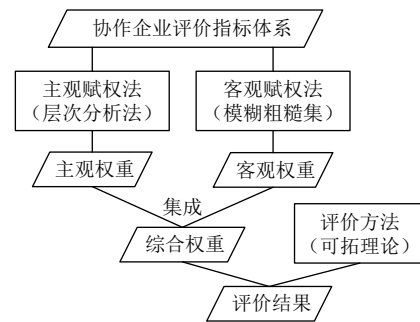 协作企业评价指标体系
主观赋权法
（层次分析法）
客观赋权法
（模糊粗糙集）
主观权重
客观权重
集成
综合权重
评价方法
（可拓理论）
评价结果